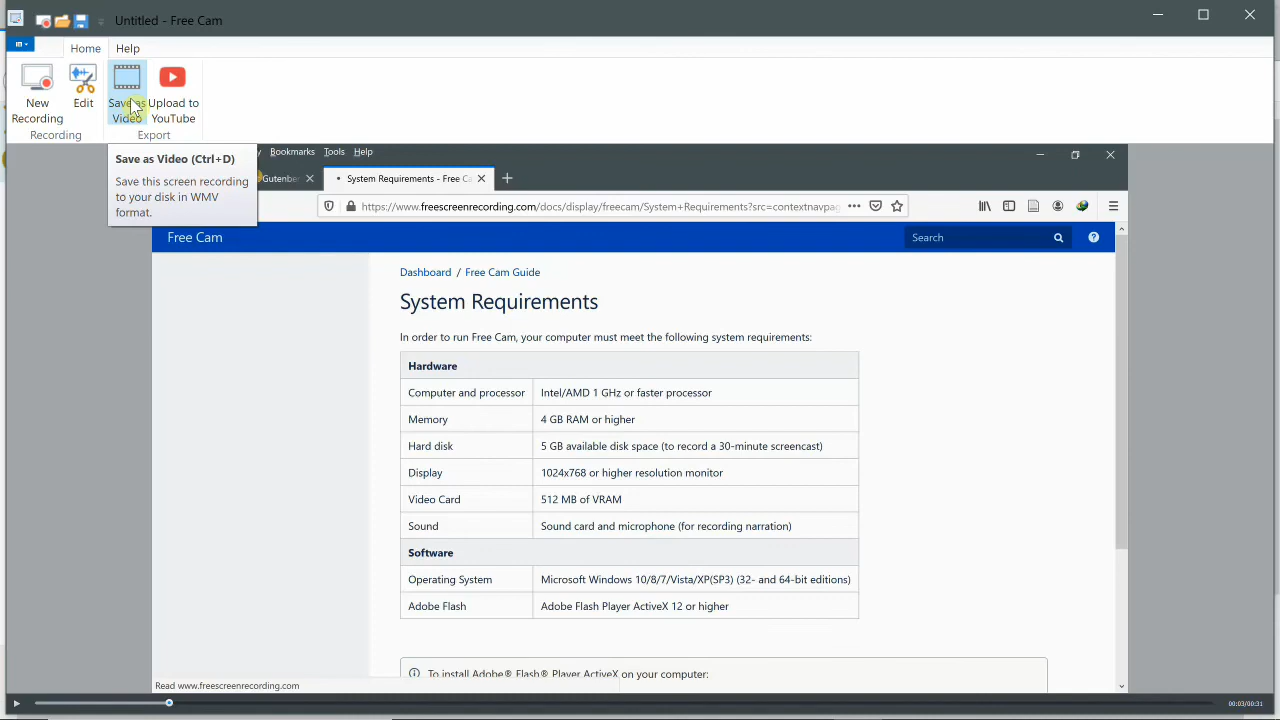 Untitled - Free Cam
Home Help
New Recording
Edit
Save as Video
Upload to YouTube
Recording
Export
Save as Video (Ctrl+D)
Save this screen recording
to your disk in WMV
format.
Bookmarks Tools Help
Gutenber
System Requirements - Free Ca
https://www.freescreenrecording.com/docs/display/freecam/System+Requirements?src=contextnavpag
Free Cam
Search
Dashboard / Free Cam Guide
System Requirements
In order to run Free Cam, your computer must meet the following system requirements:
Hardware
Computer and processor Intel/AMD 1 GHz or faster processor
Memory 4 GB RAM or higher
Hard disk 5 GB available disk space (to record a 30-minute screencast)
Display 1024x768 or higher resolution monitor
Video Card 512 MB of VRAM
Sound Sound card and microphone (for recording narration)
Software
Operating System Microsoft Windows 10/8/7/Vista/XP(SP3) (32- and 64-bit editions)
Adobe Flash Adobe Flash Player ActiveX 12 or higher
To install Adobe® Flash® Player ActiveX on your computer:
Read www.freescreenrecording.com
00:03/00:31